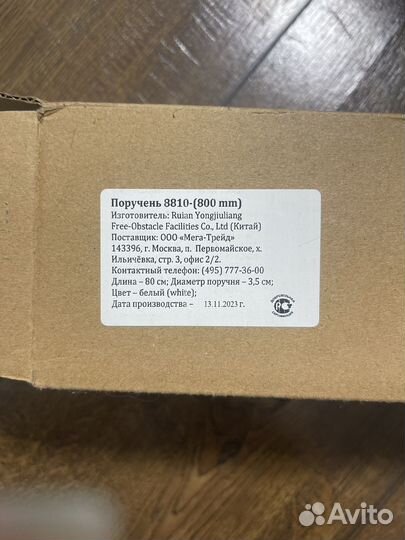 Поручень 8810-(800 mm)
Изготовитель: Ruian Yongjiuliang
Free-Obstacle Facilities Co., Ltd (Китай)
Поставщик: ООО «Мега-Трейд»
143396, г. Москва, п. Первомайское, х.
Ильичёвка, стр. 3, офис 2/2.
Контактный телефон: (495) 777-36-00
Длина – 80 см; Диаметр поручня – 3,5 см;
Цвет – белый (white);
Дата производства – 13.11.2023 г.
Avito